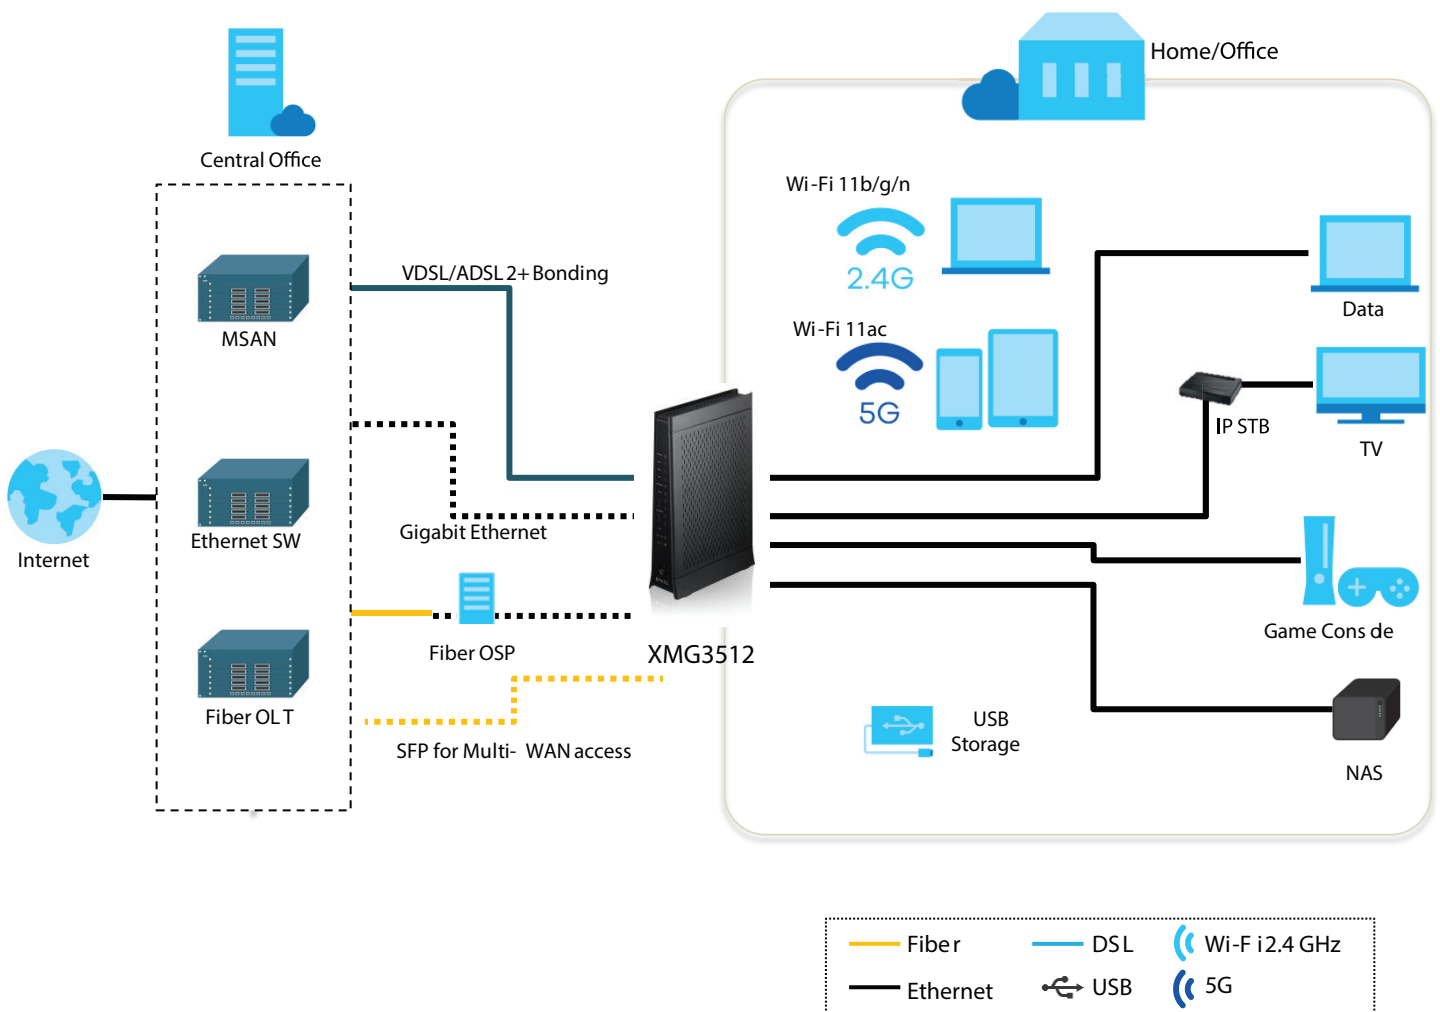 Home/Office
Central Office
Wi-Fi 11b/g/n
2.4G
VDSL/ADSL 2+ Bonding
MSAN
Data
Wi-Fi 11ac
5G
IP STB
TV
Gigabit Ethernet
Ethernet SW
Internet
Game Cons de
Fiber OSP
XMG3512
Fiber OL T
SFP for Multi- WAN access
USB
Storage
NAS
Fiber
DSL
Wi-F i2.4 GHz
Ethernet
USB
5G